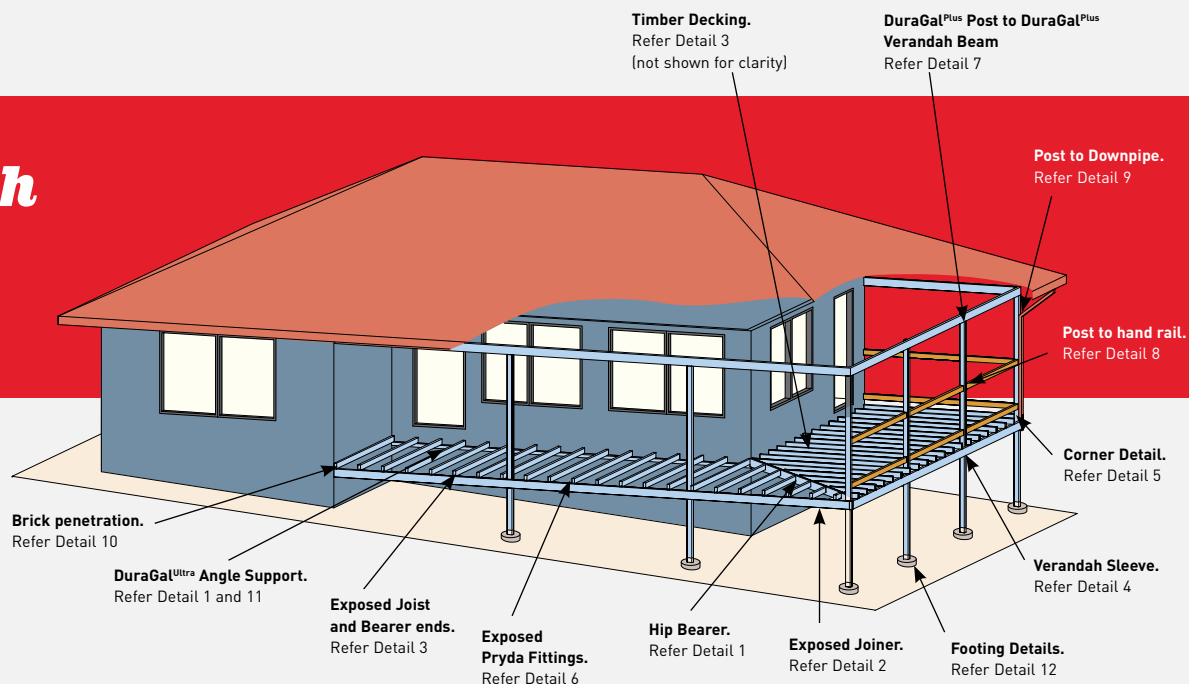 Timber Decking.
Refer Detail 3
(not shown for clarity)
DuraGalPlus Post to DuraGalPlus
Verandah Beam
Refer Detail 7
h
Post to Downpipe.
Refer Detail 9
Post to hand rail.
Refer Detail 8
Corner Detail.
Refer Detail 5
Brick penetration.
Refer Detail 10
DuraGalUltra Angle Support.
Refer Detail 1 and 11
Exposed Joist
and Bearer ends.
Refer Detail 3
Exposed
Pryda Fittings.
Refer Detail 6
Hip Bearer.
Refer Detail 1
Exposed Joiner.
Refer Detail 2
Verandah Sleeve.
Refer Detail 4
Footing Details.
Refer Detail 12